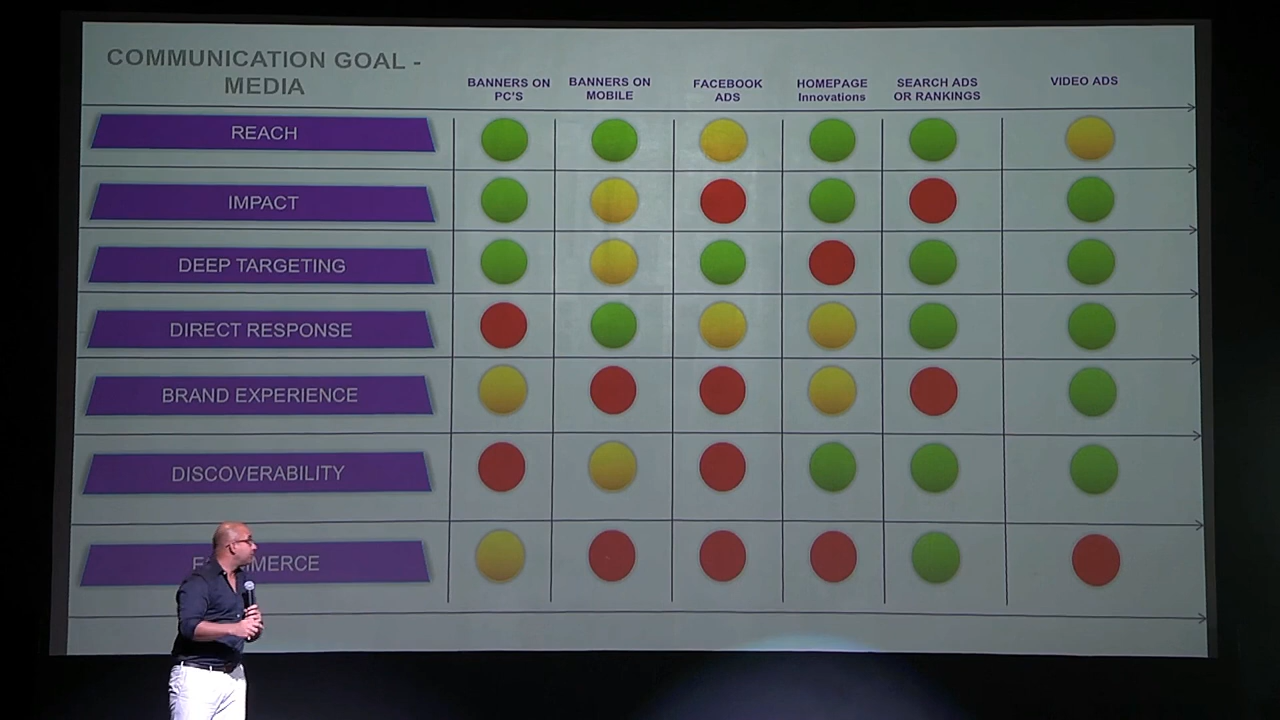 COMMUNICATION GOAL -
MEDIA
BANNERS ON
PC'S
BANNERS ON
MOBILE
FACEBOOK
ADS
HOMEPAGE
Innovations
SEARCH ADS
OR RANKINGS
VIDEO ADS
REACH
IMPACT
DEEP TARGETING
DIRECT RESPONSE
BRAND EXPERIENCE
DISCOVERABILITY